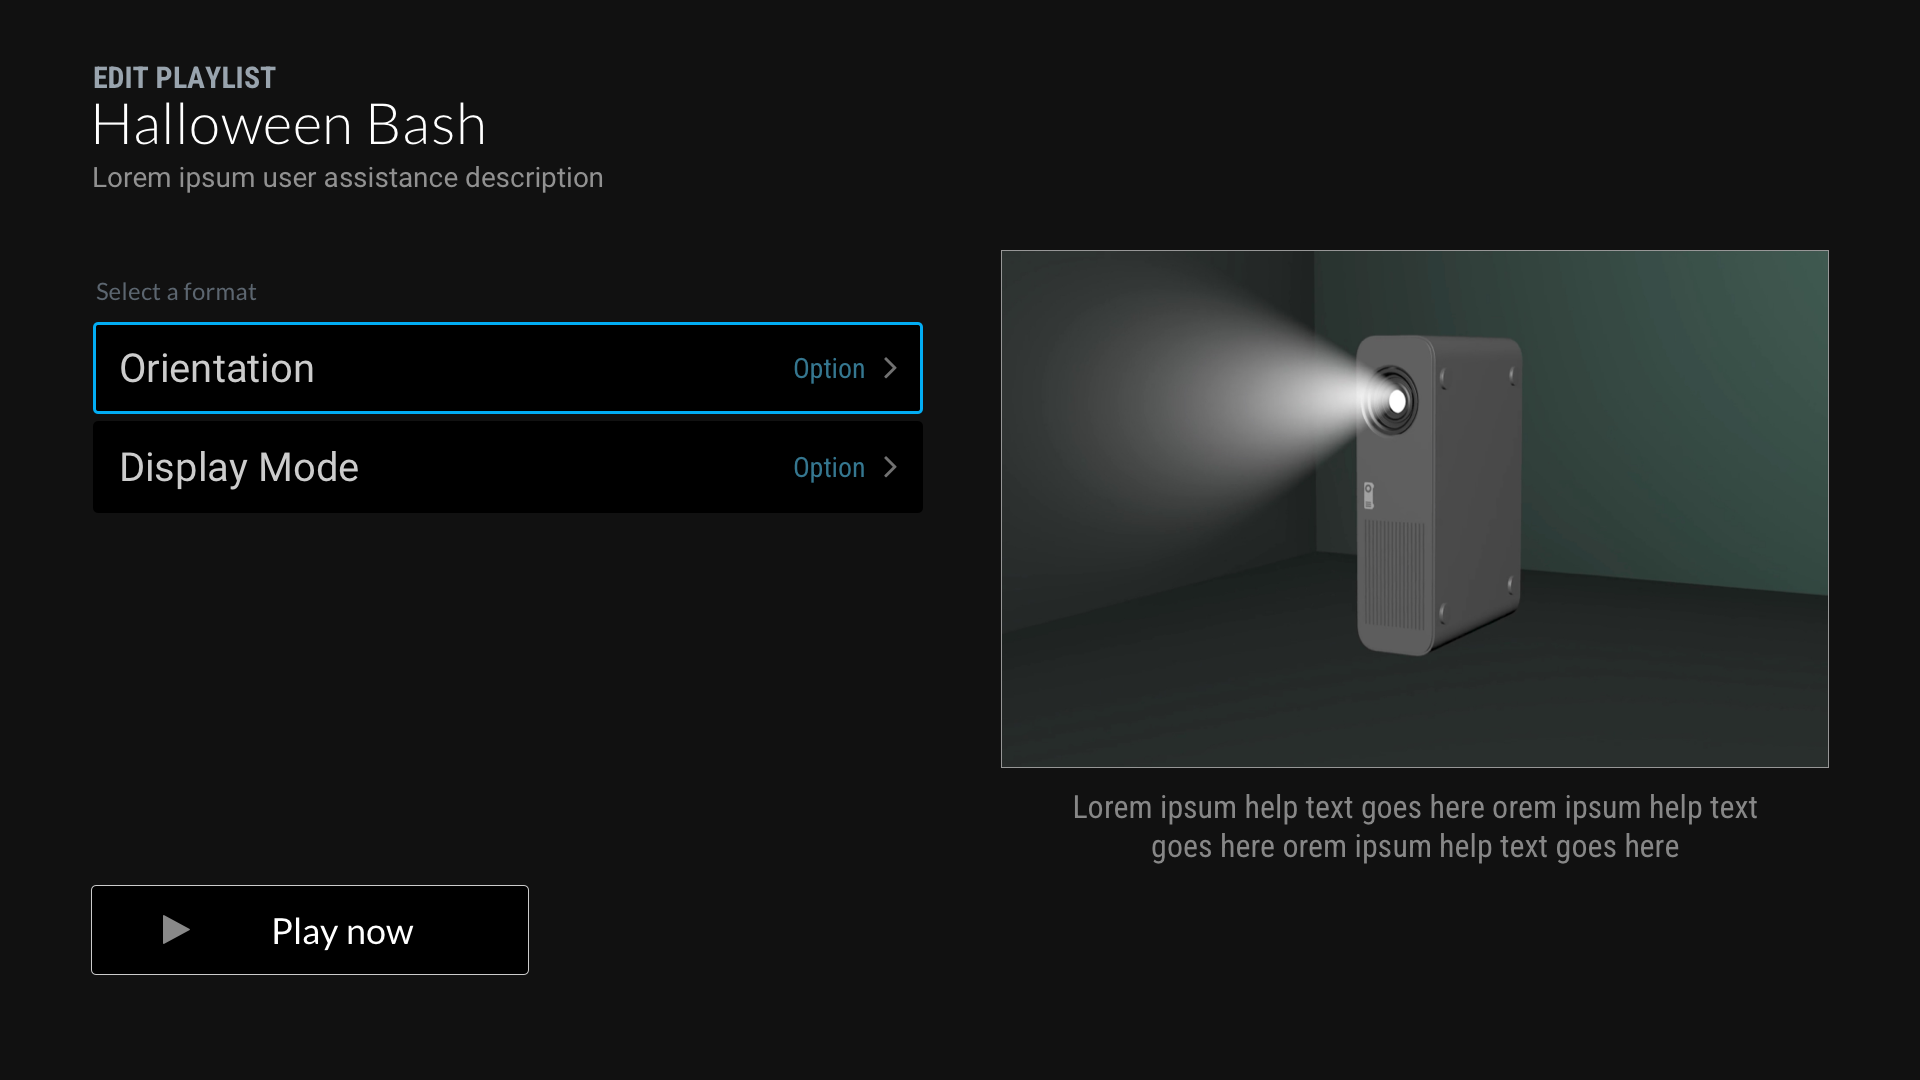 EDIT PLAYLIST
Halloween Bash
Lorem ipsum user assistance description
Select a format
Orientation Option
Display Mode Option
Lorem ipsum help text goes here orem ipsum help text
goes here orem ipsum help text goes here
Play now